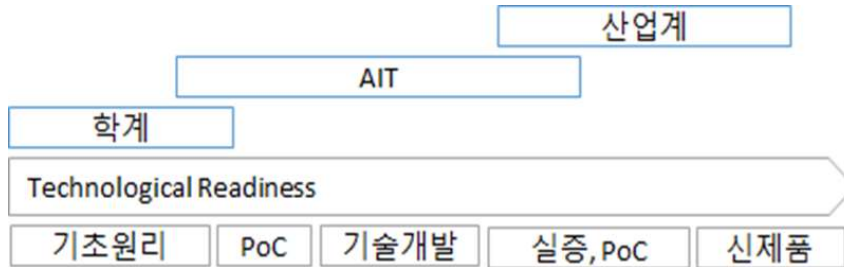 산업계
AIT
학계
Technological Readiness
기초원리 PoC 기술개발 실증,PoC 신제품